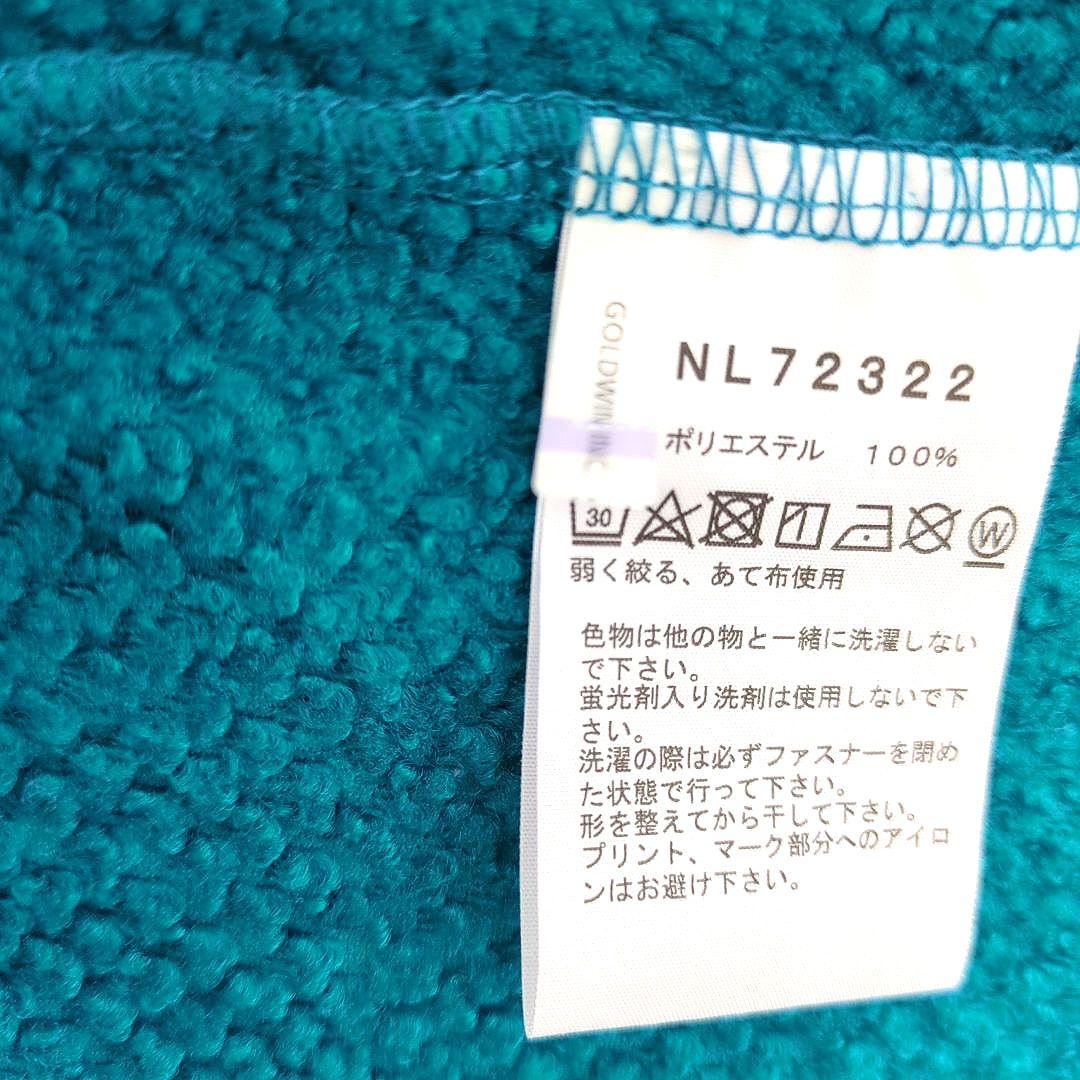 GOLDWIN INC.
NL72322
ポリエステル 100%
30
W
弱く絞る、あて布使用
色物は他の物と一緒に洗濯しない
で下さい。
蛍光剤入り洗剤は使用しないで下
さい。
洗濯の際は必ずファスナーを閉め
た状態で行って下さい。
形を整えてから干して下さい。
プリント、マーク部分へのアイロ
ンはお避け下さい。